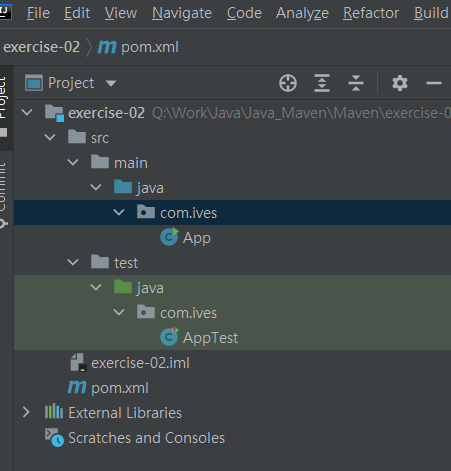 File Edit View Navigate Code Analyze Refactor Build
exercise-02 pom.xml
Project
Project
exercise-02 Q:\Work\Java\Java_Maven\Maven\exercise-0
src
main
java
com.ives
App
test
java
com.ives
AppTest
exercise-02.iml
pom.xml
External Libraries
Scratches and Consoles
Commit